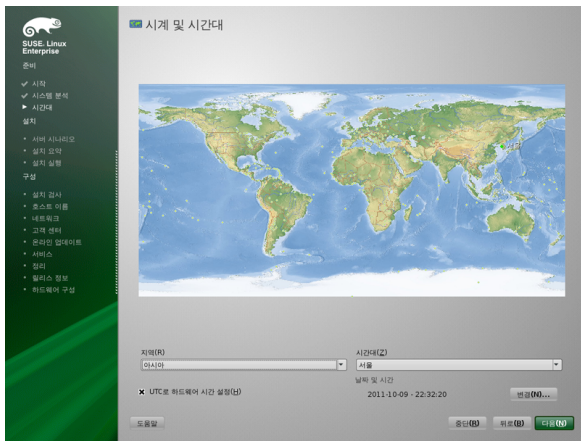 SUSE. Linux
Enterprise
준비
시작
시스템 분석
시간대
설치
서버 시나리오
설치 요약
설치 실행
구성
설치 검사
호스트 이름
네트워크
고객 센터
온라인 업데이트
서비스
정리
릴리스 정보
하드웨어 구성
시계 및 시간대
지역(R)
아시아
시간대(Z)
서울
UTC로 하드웨어 시간 설정(H)
날짜 및 시간
2011-10-09 - 22:32:20
변경(N)...
도움말
중단(R)
위로(B)
다음(N)